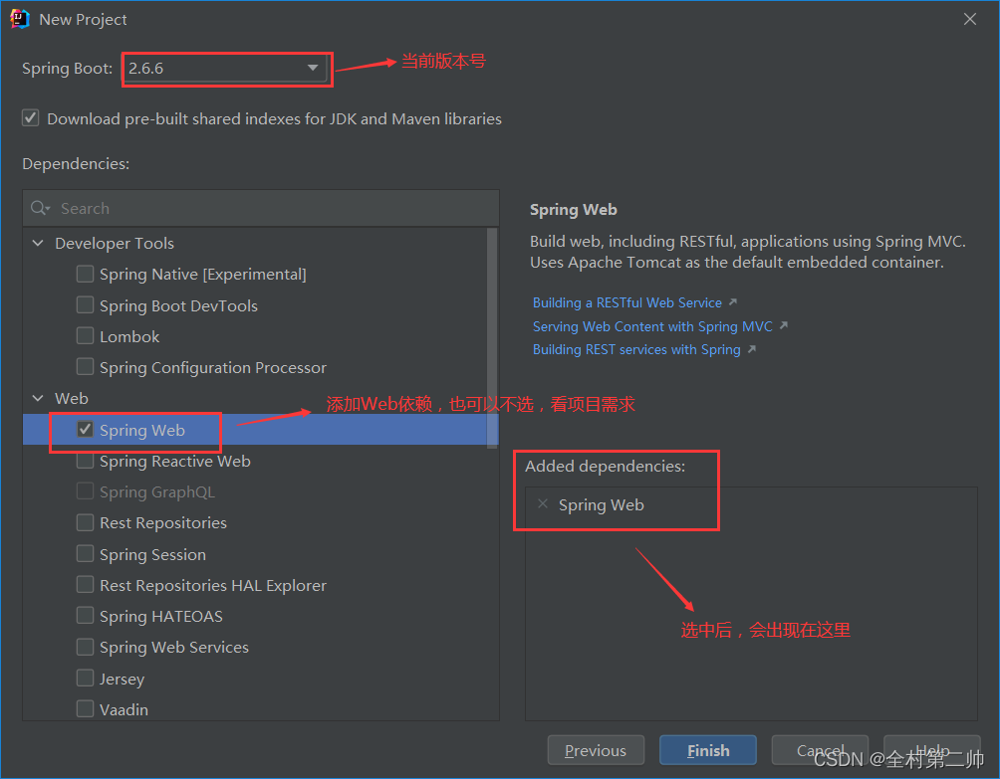 New Project
Spring Boot: 2.6.6
当前版本号
Download pre-built shared indexes for JDK and Maven libraries
Dependencies:
Search
Developer Tools
Spring Native [Experimental]
Spring Boot DevTools
Lombok
Spring Configuration Processor
Web
添加Web依赖，也可以不选，看项目需求
Spring Web
Spring Reactive Web
Spring GraphQL
Rest Repositories
Spring Session
Rest Repositories HAL Explorer
Spring HATEOAS
Spring Web Services
Jersey
Vaadin
Spring Web
Build web, including RESTful, applications using Spring MVC.
Uses Apache Tomcat as the default embedded container.
Building a RESTful Web Service
Serving Web Content with Spring MVC
Building REST services with Spring
Added dependencies:
Spring Web
选中后，会出现在这里
Previous
Finish
Cancel
Help
CSDN @全村第二帅